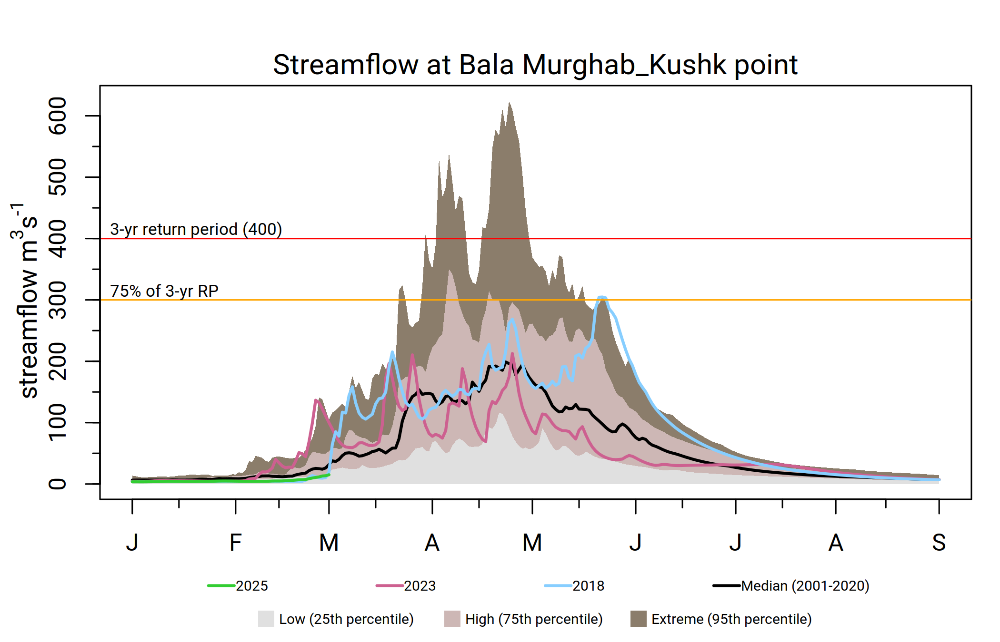 Streamflow at Bala Murghab_Kushk point
streamflow m³s⁻¹
600
500
400
300
200
100
0
3-yr return period (400)
75% of 3-yr RP
J F M A M J J A S
2025 2023 2018 Median (2001-2020)
Low (25th percentile) High (75th percentile) Extreme (95th percentile)